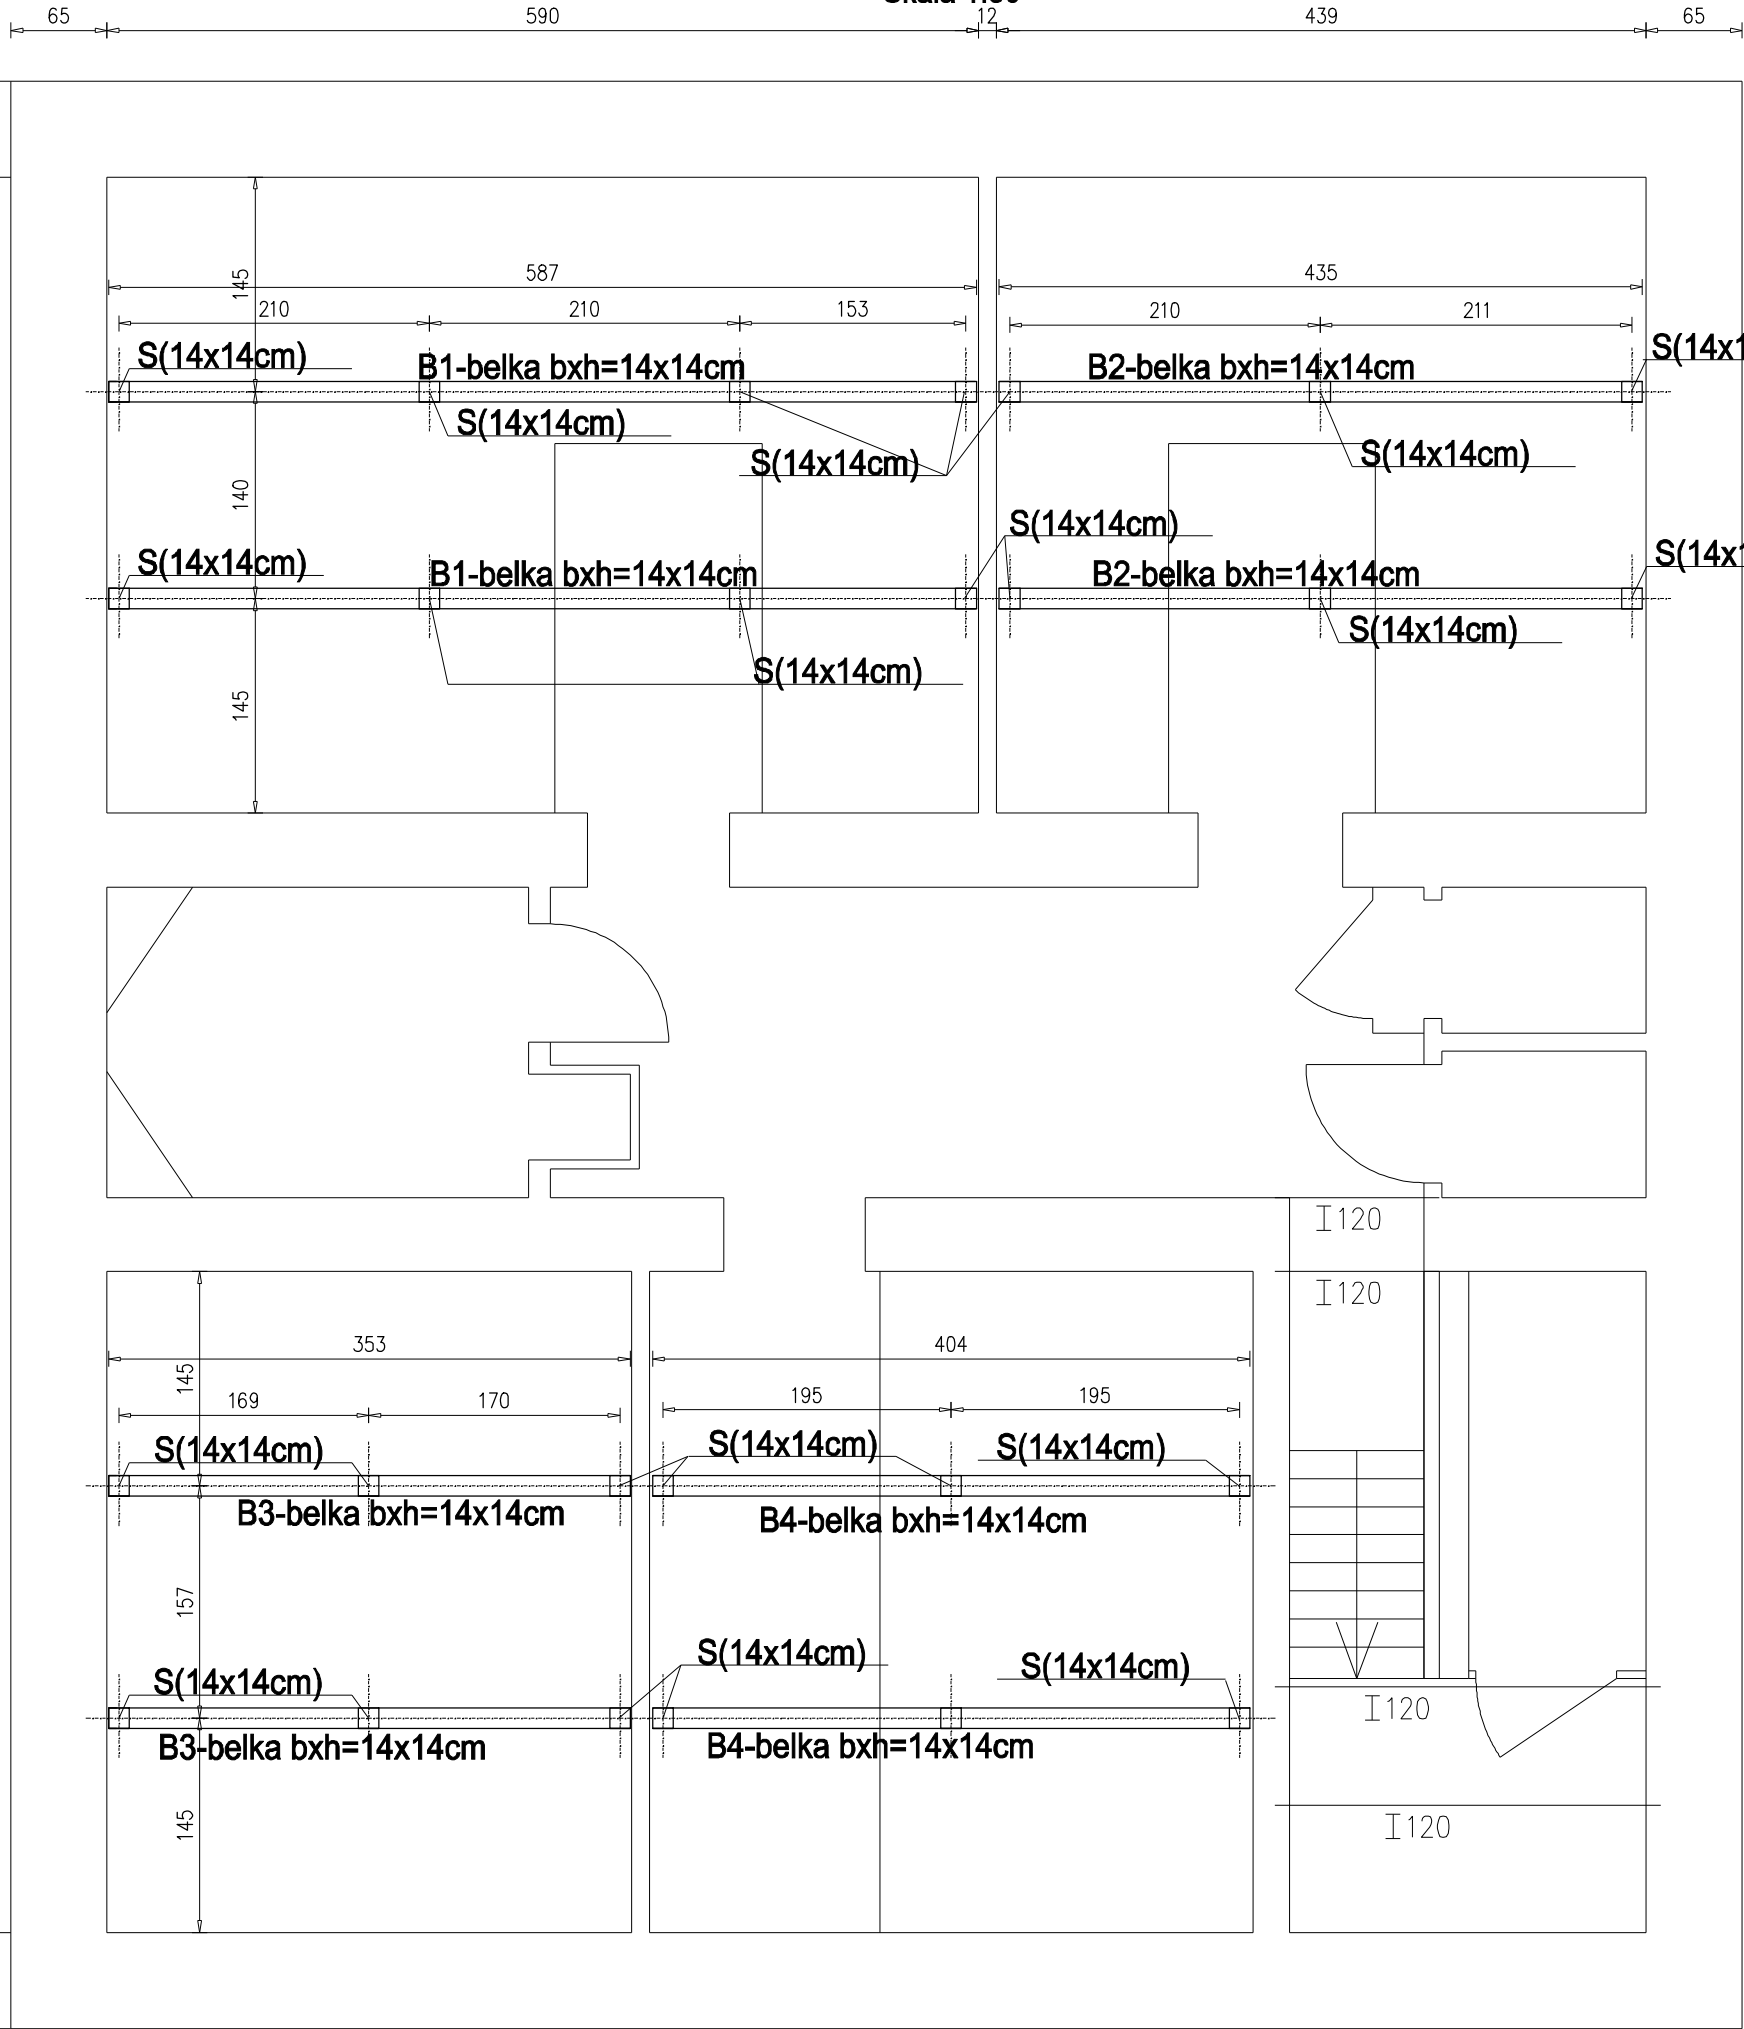 65 590 12 439 65
145
587 435
210 210 153 210 211
S(14x14cm) B1-belka bxh=14x14cm B2-belka bxh=14x14cm S(14x1
S(14x14cm)
S(14x14cm) S(14x14cm)
140
S(14x14cm)
S(14x14cm) B1-belka bxh=14x14cm B2-belka bxh=14x14cm S(14x1
S(14x14cm)
S(14x14cm)
145
I120
I120
353 404
145
169 170 195 195
S(14x14cm) S(14x14cm) S(14x14cm)
B3-belka bxh=14x14cm B4-belka bxh=14x14cm
157
S(14x14cm) S(14x14cm) S(14x14cm)
I120
B3-belka bxh=14x14cm B4-belka bxh=14x14cm
145
I120